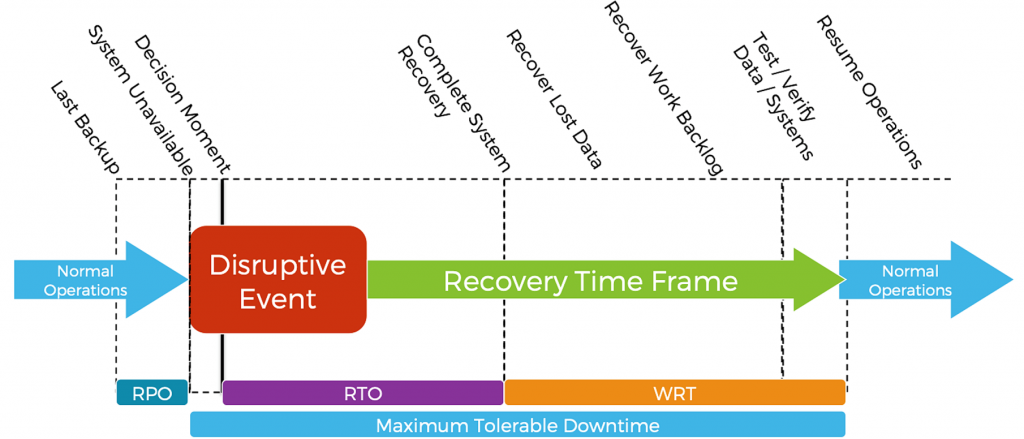 Last Backup
System Unavailable
Decision Moment
Complete System
Recovery
Recover Lost Data
Recover Work Backlog
Test / Verify
Data / Systems
Resume Operations
Normal
Operations
Disruptive
Event
Recovery Time Frame
Normal
Operations
RPO
RTO
WRT
Maximum Tolerable Downtime